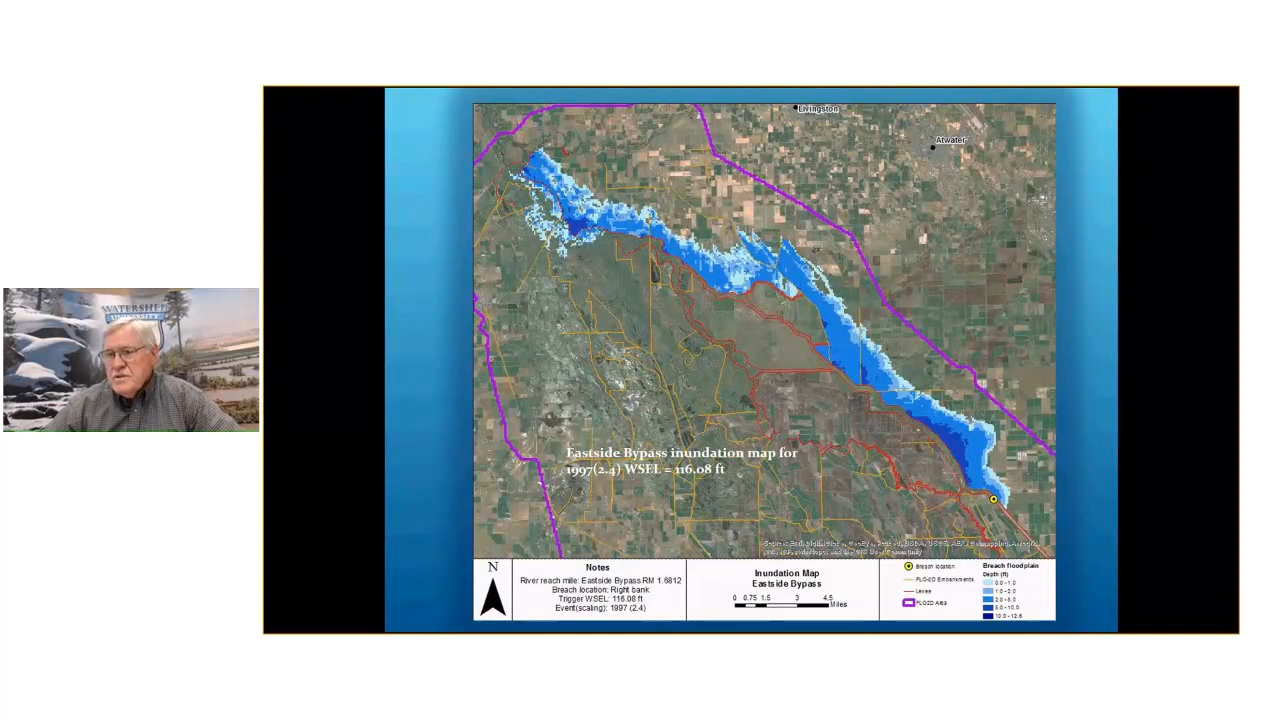 Livingston
Atwater
WATERSHED
UNIVERSITY
Eastside Bypass inundation map for
1997(2.4) WSEL = 116.08 ft
N
Notes
River reach mile: Eastside Bypass RM 1.6812
Breach location: Right bank
Trigger WSEL: 116.08 ft
Event(scaling): 1997 (2.4)
Inundation Map
Eastside Bypass
0 0.75 1.5 3 4.5
Miles
Breach location
FLO-2D Embankments
Levee
FLO2D Area
Breach floodplain
Depth (ft)
0.0 - 1.0
1.0 - 2.0
2.0 - 5.0
5.0 - 10.0
10.0 - 12.6